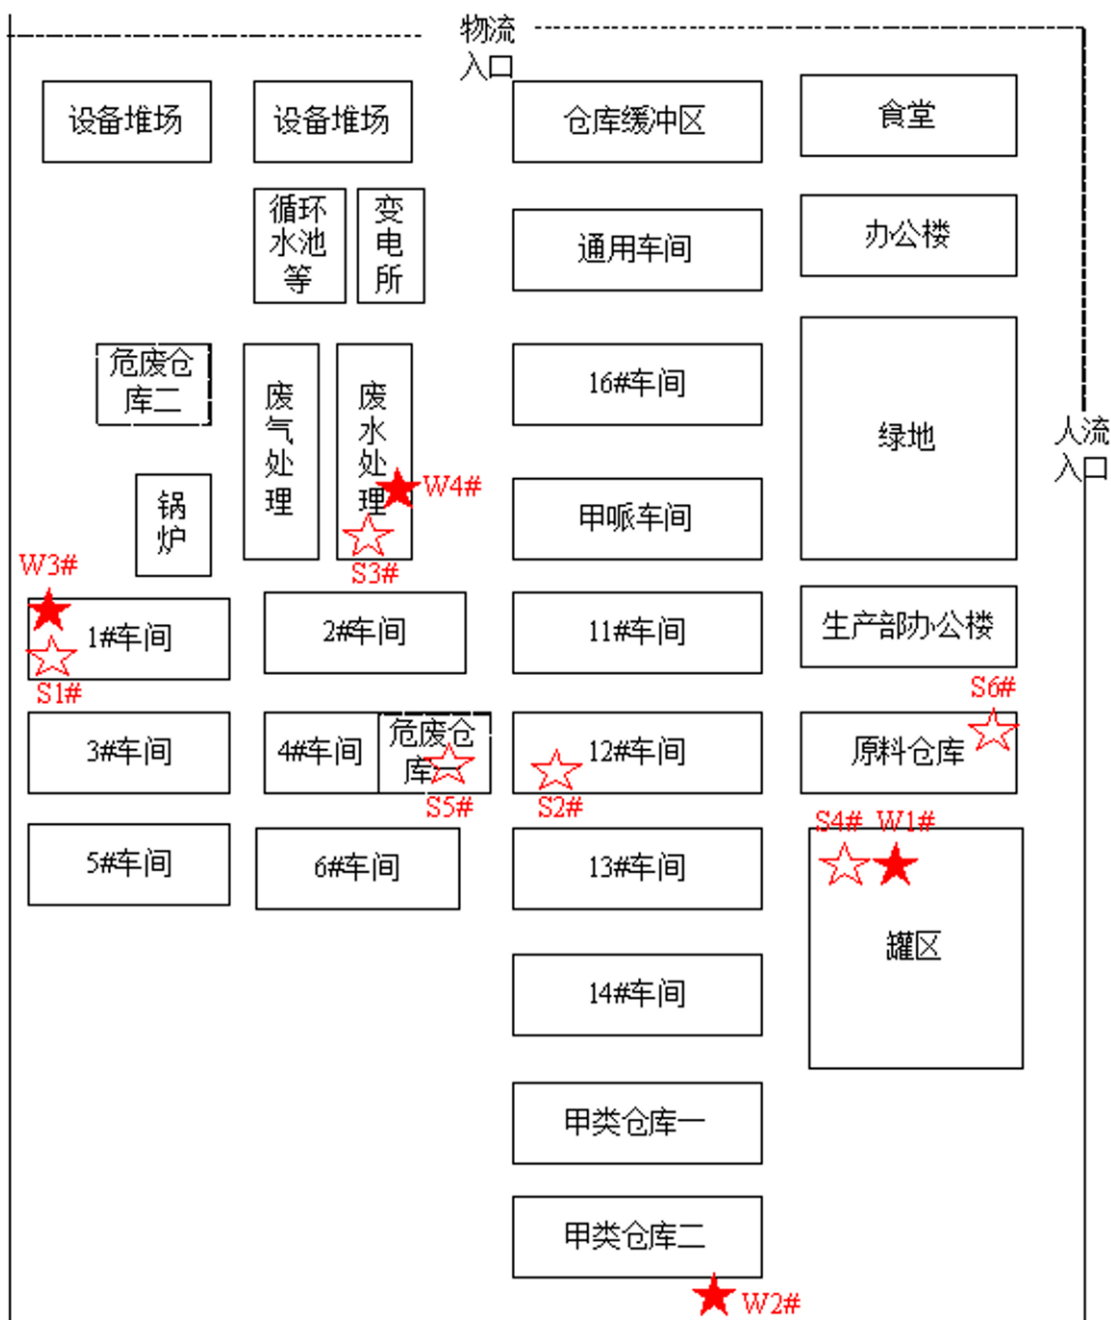 物流
入口
设备堆场
设备堆场
仓库缓冲区
食堂
循环
水池
等
变
电
所
通用车间
办公楼
危废仓
库二
废
气
处
理
废
水
处
理
16#车间
绿地
人流
入口
锅
炉
W4#
甲哌车间
S3#
W3#
1#车间
S1#
2#车间
11#车间
生产部办公楼
S6#
3#车间
4#车间
危废仓
库一
S5#
12#车间
S2#
原料仓库
5#车间
6#车间
13#车间
S4#
W1#
罐区
14#车间
甲类仓库一
甲类仓库二
W2#